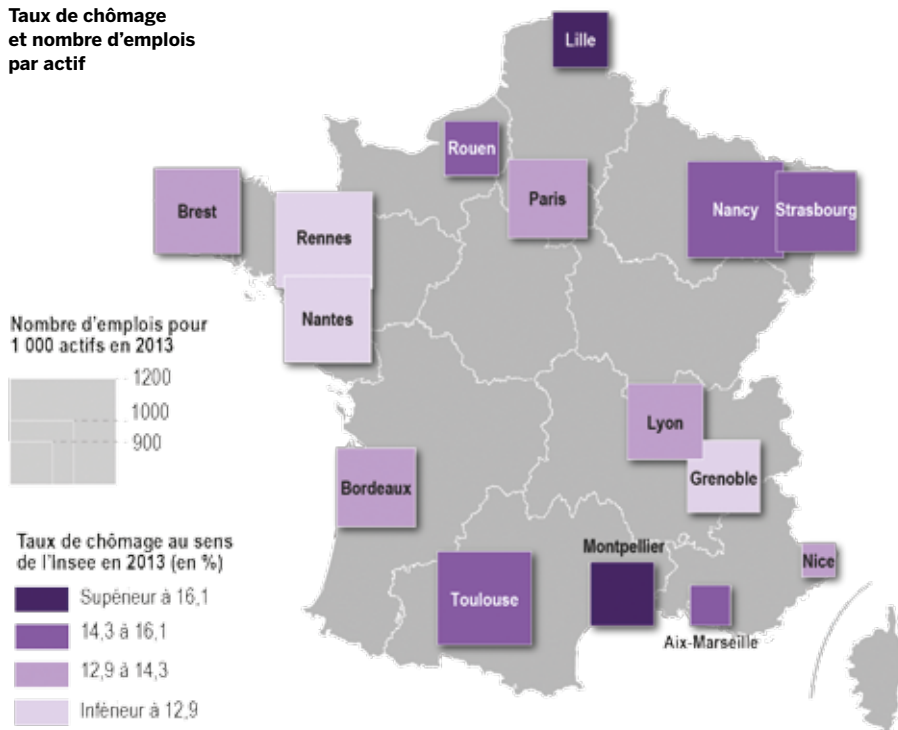 Taux de chômage
et nombre d'emplois
par actif
Lille
Rouen
Paris
Nancy
Strasbourg
Brest
Rennes
Nantes
Nombre d'emplois pour
1 000 actifs en 2013
1200
1000
900
Lyon
Grenoble
Bordeaux
Taux de chômage au sens
de l'Insee en 2013 (en %)
Supérieur à 16,1
14,3 à 16,1
12,9 à 14,3
Inférieur à 12,9
Montpellier
Nice
Toulouse
Aix-Marseille